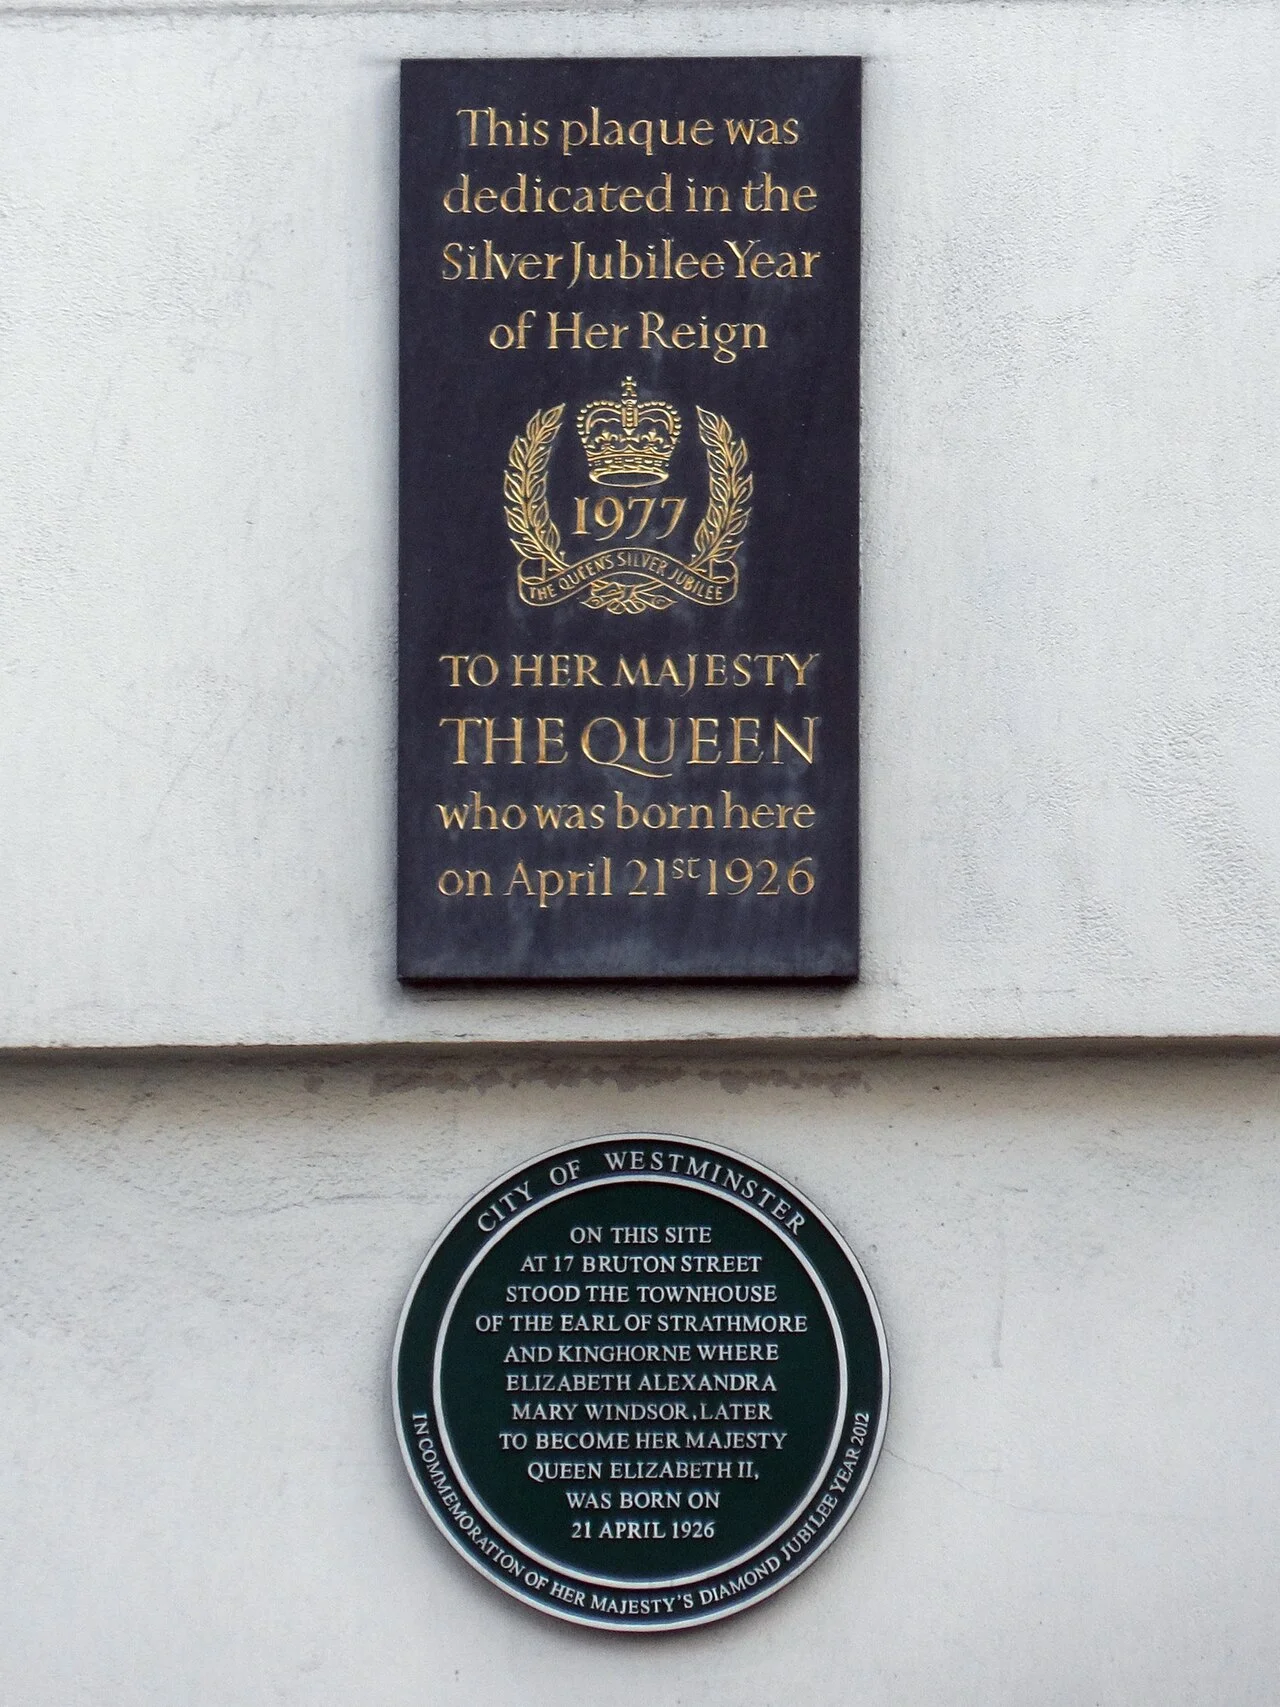 This plaque was
dedicated in the
Silver Jubilee Year
of Her Reign
1977
THE QUEEN'S SILVER JUBILEE
TO HER MAJESTY
THE QUEEN
who was born here
on April 21st 1926
CITY OF WESTMINSTER
ON THIS SITE
AT 17 BRUTON STREET
STOOD THE TOWNHOUSE
OF THE EARL OF STRATHMORE
AND KINGHORNE WHERE
ELIZABETH ALEXANDRA
MARY WINDSOR, LATER
TO BECOME HER MAJESTY
QUEEN ELIZABETH II,
WAS BORN ON
21 APRIL 1926
IN COMMEMORATION OF HER MAJESTY'S DIAMOND JUBILEE YEAR 2012